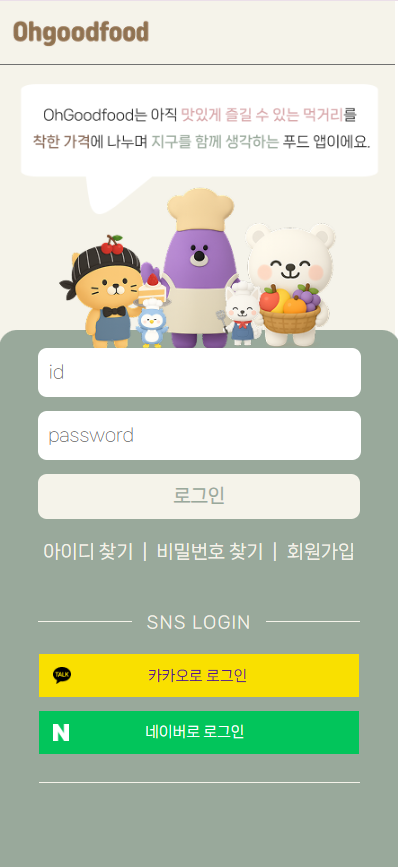 Ohgoodfood
OhGoodfood는 아직 맛있게 즐길 수 있는 먹거리를
착한 가격에 나누며 지구를 함께 생각하는 푸드 앱이에요.
id
password
로그인
아이디 찾기 | 비밀번호 찾기 | 회원가입
SNS LOGIN
TALK
카카오로 로그인
N
네이버로 로그인